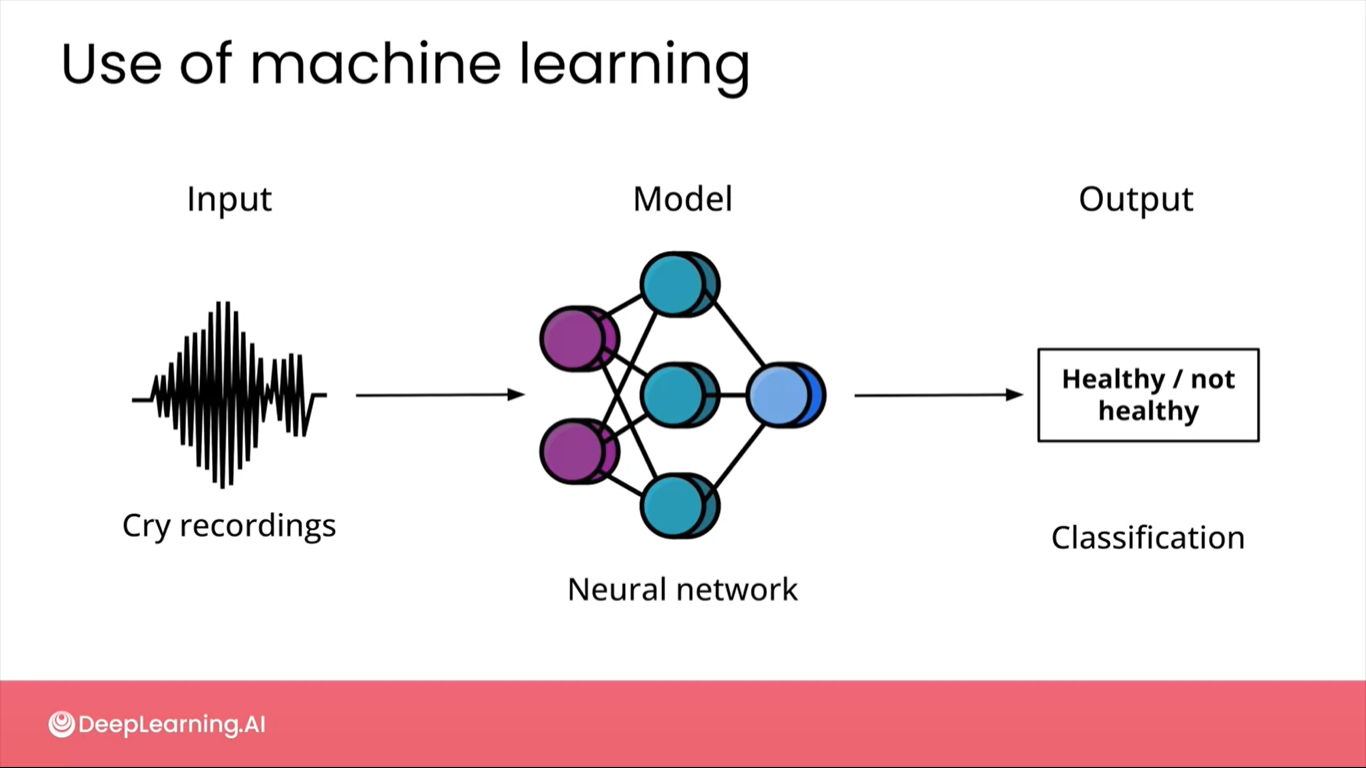 Use of machine learning
Input
Model
Output
Healthy / not
healthy
Cry recordings
Classification
Neural network
DeepLearning.AI